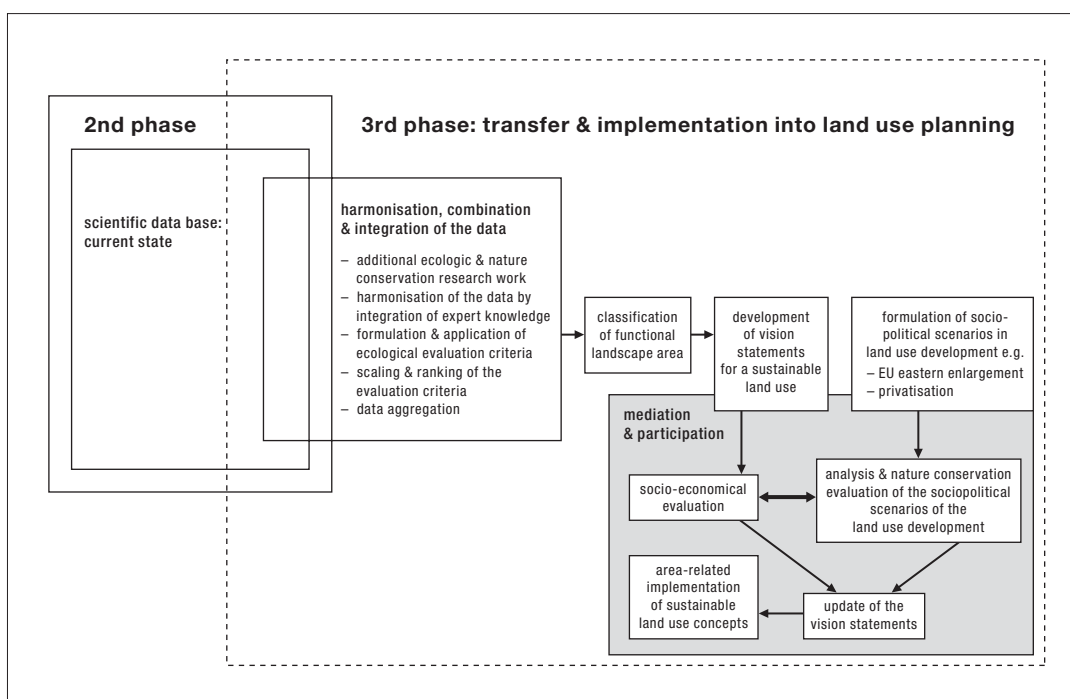 2nd phase
3rd phase: transfer & implementation into land use planning
scientific data base:
current state
harmonisation, combination
& integration of the data
– additional ecologic & nature
conservation research work
– harmonisation of the data by
integration of expert knowledge
– formulation & application of
ecological evaluation criteria
– scaling & ranking of the
evaluation criteria
– data aggregation
classification
of functional
landscape area
development
of vision
statements
for a sustainable
land use
formulation of socio-
political scenarios in
land use development e.g.
– EU eastern enlargement
– privatisation
mediation
& participation
socio-economical
evaluation
analysis & nature conservation
evaluation of the sociopolitical
scenarios of the
land use development
area-related
implementation
of sustainable
land use concepts
update of the
vision statements